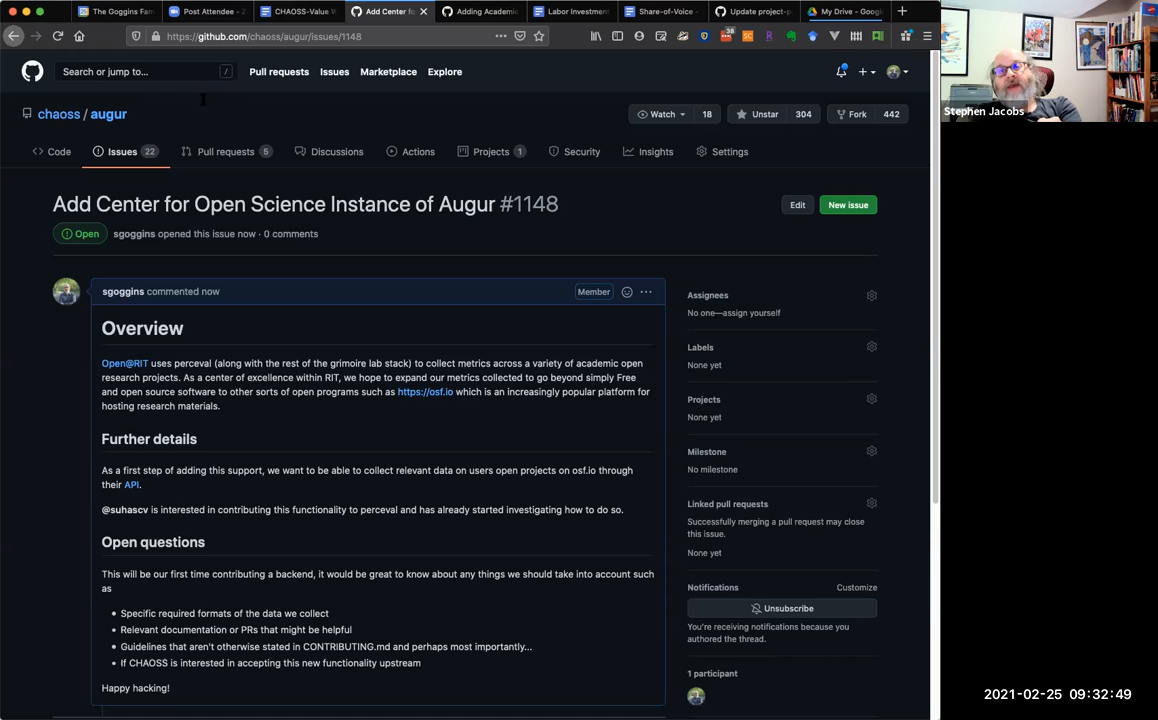 The Goggins Fam
Post Attendee - Z
CHAOSS-Value W
Add Center fo
Adding Academic
Labor Investment
Share-of-Voice -
Update project-p
My Drive - Google
https://github.com/chaoss/augur/issues/1148
38
Search or jump to...
/
Pull requests
Issues
Marketplace
Explore
Stephen Jacobs
chaoss / augur
Watch
18
Unstar
304
Fork
442
Code
Issues 22
Pull requests 5
Discussions
Actions
Projects 1
Security
Insights
Settings
Add Center for Open Science Instance of Augur #1148
Edit
New issue
Open
sgoggins opened this issue now · 0 comments
sgoggins commented now
Member
Overview
Open@RIT uses perceval (along with the rest of the grimoire lab stack) to collect metrics across a variety of academic open
research projects. As a center of excellence within RIT, we hope to expand our metrics collected to go beyond simply Free
and open source software to other sorts of open programs such as https://osf.io which is an increasingly popular platform for
hosting research materials.
Further details
As a first step of adding this support, we want to be able to collect relevant data on users open projects on osf.io through
their API.
@suhascv is interested in contributing this functionality to perceval and has already started investigating how to do so.
Open questions
This will be our first time contributing a backend, it would be great to know about any things we should take into account such
as
• Specific required formats of the data we collect
• Relevant documentation or PRs that might be helpful
• Guidelines that aren't otherwise stated in CONTRIBUTING.md and perhaps most importantly...
• If CHAOSS is interested in accepting this new functionality upstream
Happy hacking!
Assignees
No one—assign yourself
Labels
None yet
Projects
None yet
Milestone
No milestone
Linked pull requests
Successfully merging a pull request may close
this issue.
None yet
Notifications
Customize
Unsubscribe
You're receiving notifications because you
authored the thread.
1 participant
2021-02-25 09:32:49